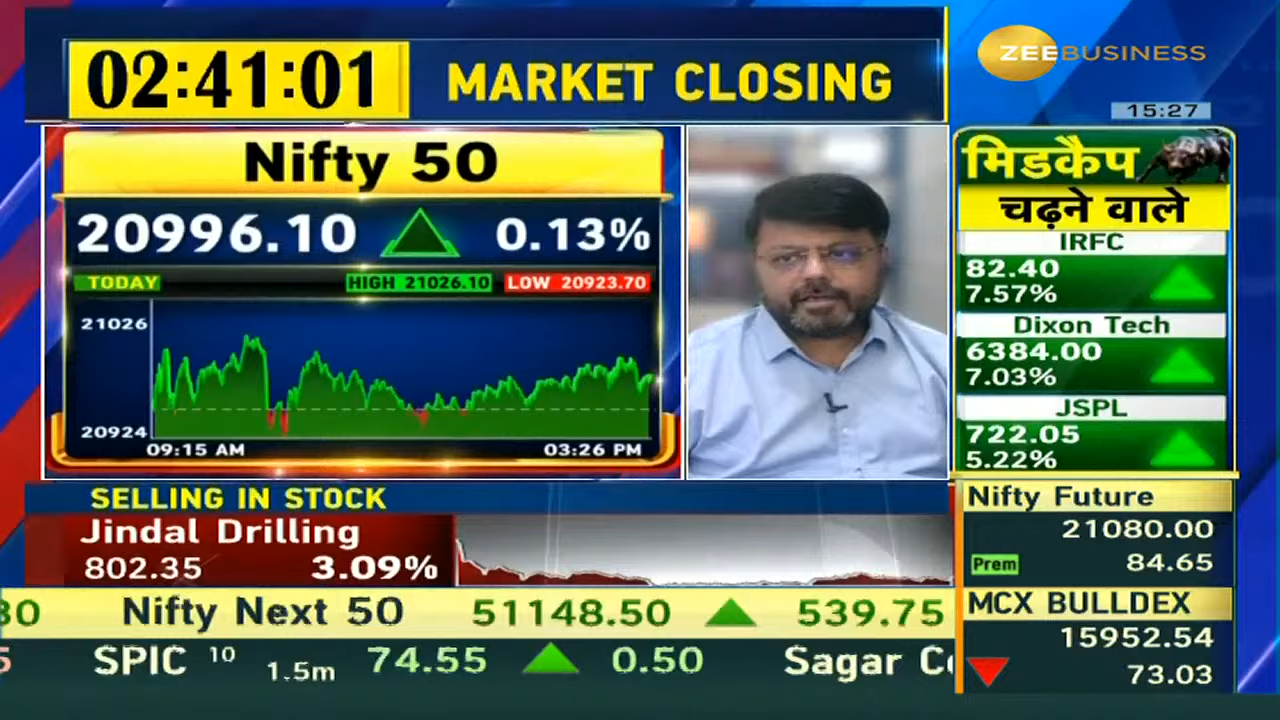 02:41:01
MARKET CLOSING
ZEEBUSINESS
15:27
Nifty 50
20996.10 0.13%
TODAY HIGH 21026.10 LOW 20923.70
21026
20924
09:15 AM 03:26 PM
मिडकैप
चढ़ने वाले
IRFC
82.40
7.57%
Dixon Tech
6384.00
7.03%
JSPL
722.05
5.22%
SELLING IN STOCK
Jindal Drilling
802.35 3.09%
Nifty Future
21080.00
Prem 84.65
MCX BULLDEX
15952.54
73.03
30 Nifty Next 50 51148.50 539.75
5 SPIC 10 1.5m 74.55 0.50 Sagar